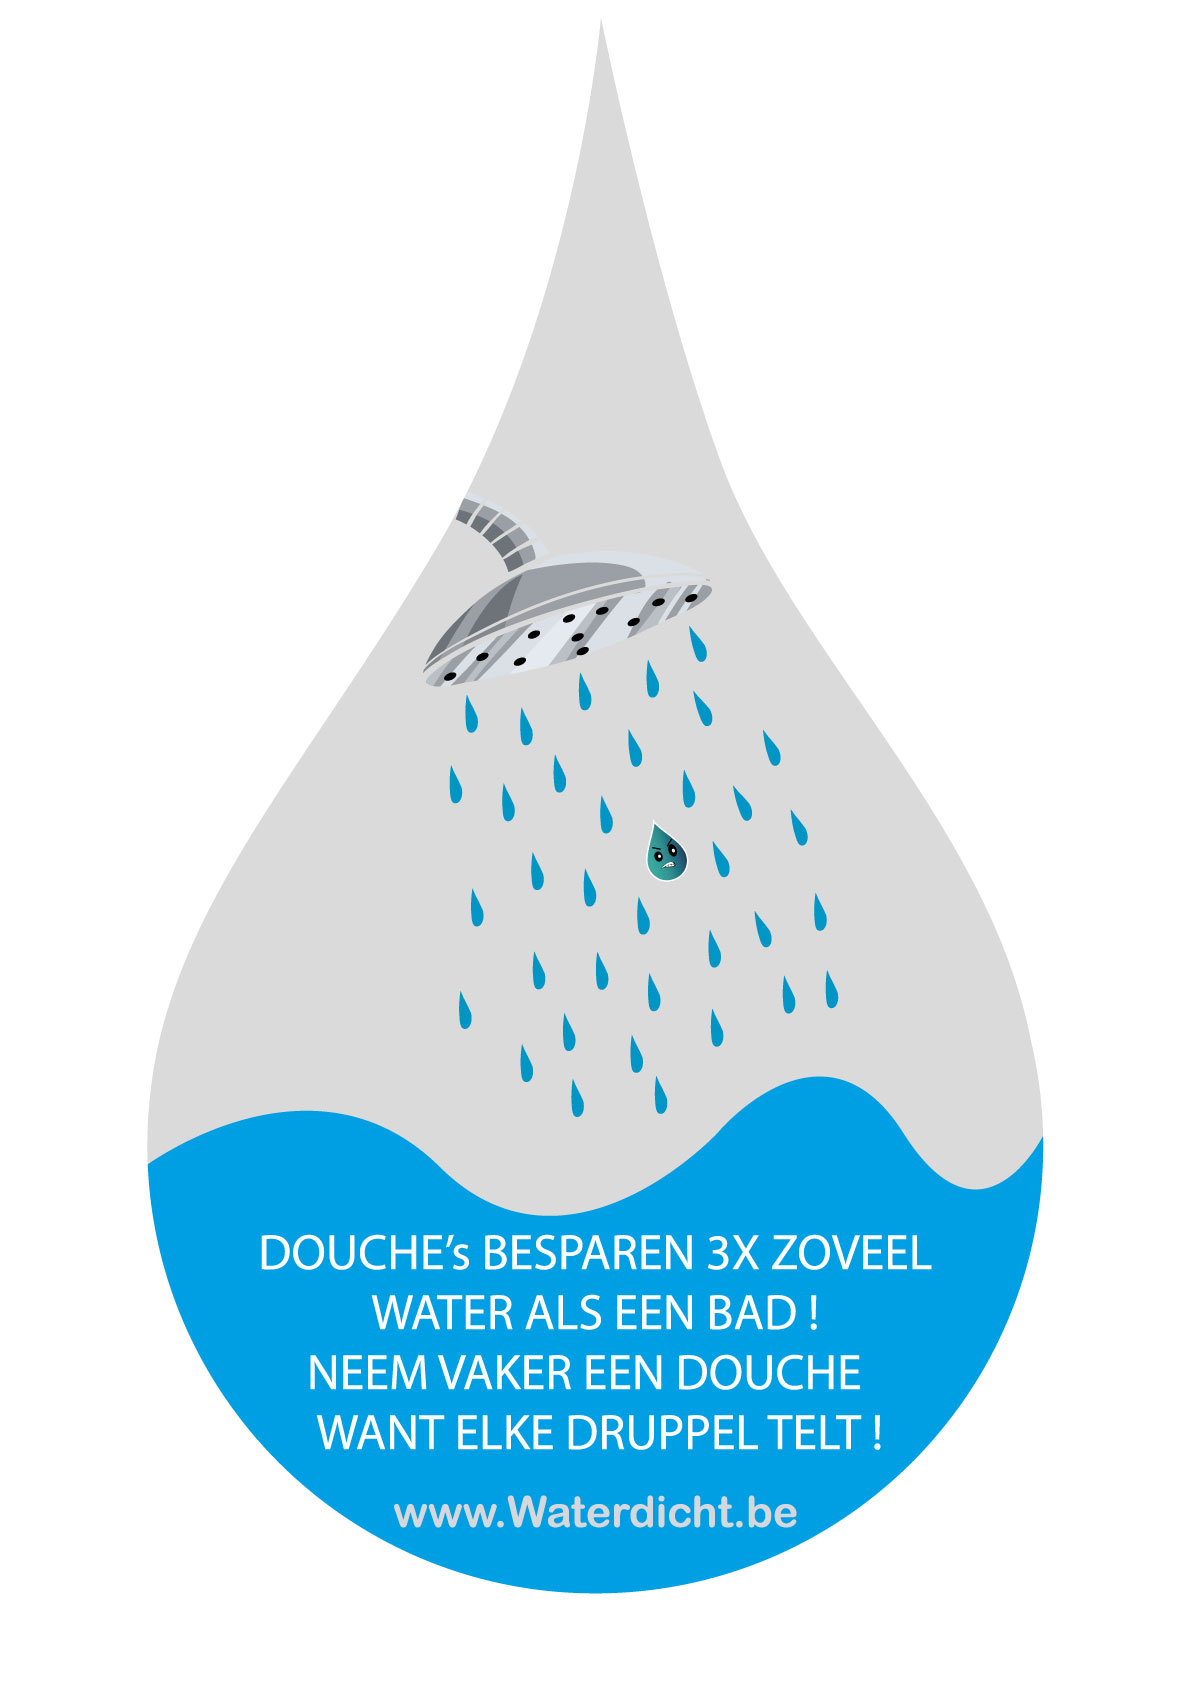 DOUCHE’s BESPAREN 3X ZOVEEL
WATER ALS EEN BAD !
NEEM VAKER EEN DOUCHE
WANT ELKE DRUPPEL TELT !
www.Waterdicht.be